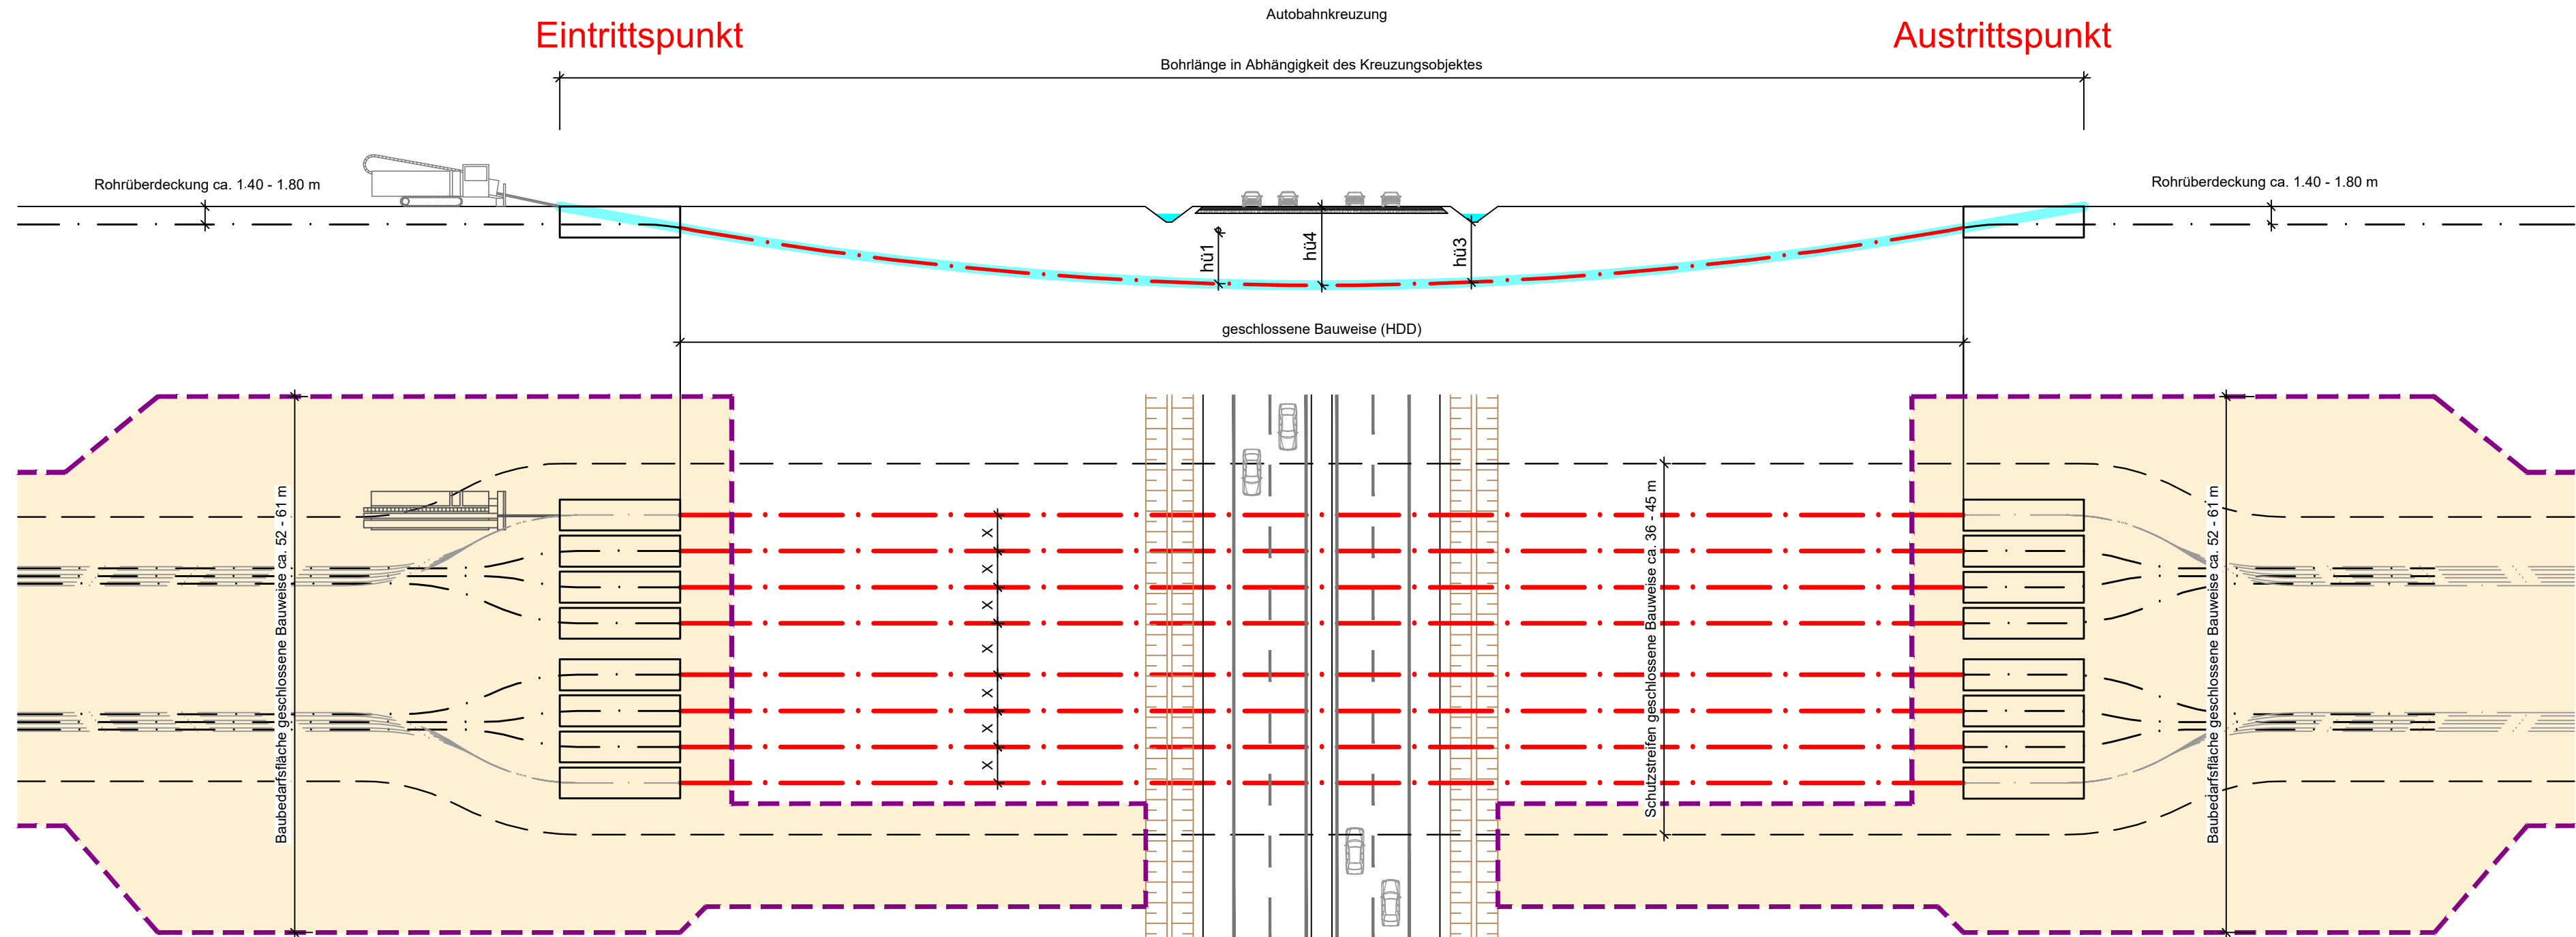 Autobahnkreuzung
Eintrittspunkt
Austrittspunkt
Bohrlänge in Abhängigkeit des Kreuzungsobjektes
Rohrüberdeckung ca. 1.40 - 1.80 m
Rohrüberdeckung ca. 1.40 - 1.80 m
hü1
hü4
hü3
geschlossene Bauweise (HDD)
Baubedarfsfläche geschlossene Bauweise ca. 52 - 61 m
X
X
X
X
X
X
X
Schutzstreifen geschlossene Bauweise ca. 36 - 45 m
Baubedarfsfläche geschlossene Bauweise ca. 52 - 61 m